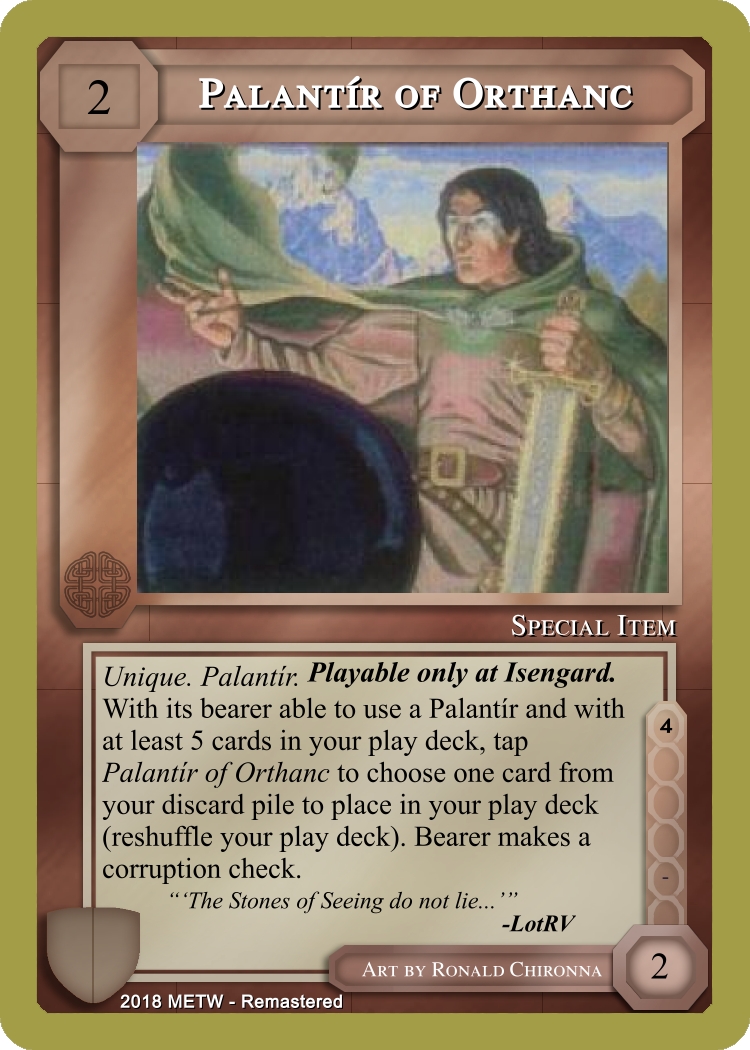 2
Palantír of Orthanc
Special Item
Unique. Palantír. Playable only at Isengard.
With its bearer able to use a Palantír and with
at least 5 cards in your play deck, tap
Palantír of Orthanc to choose one card from
your discard pile to place in your play deck
(reshuffle your play deck). Bearer makes a
corruption check.
“‘The Stones of Seeing do not lie...’”
-LotRV
4
-
2
Art by Ronald Chironna
2018 METW - Remastered